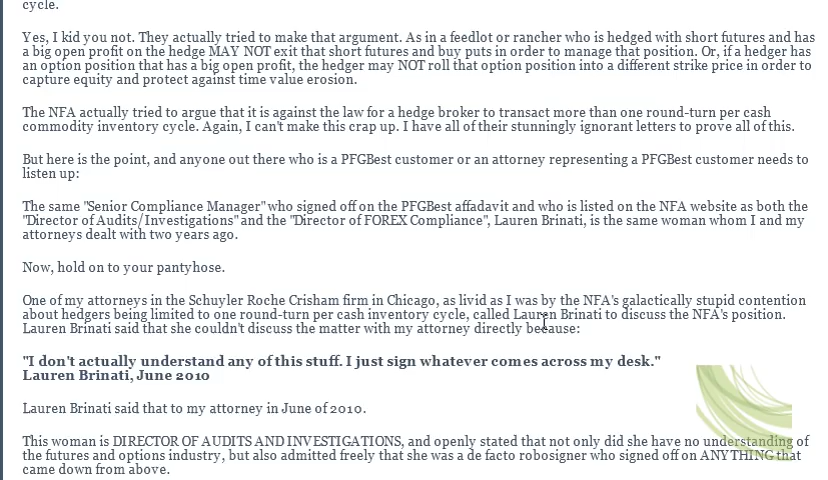 cycle.
Yes, I kid you not. They actually tried to make that argument. As in a feedlot or rancher who is hedged with short futures and has
a big open profit on the hedge MAY NOT exit that short futures and buy puts in order to manage that position. Or, if a hedger has
an option position that has a big open profit, the hedger may NOT roll that option position into a different strike price in order to
capture equity and protect against time value erosion.
The NFA actually tried to argue that it is against the law for a hedge broker to transact more than one round-turn per cash
commodity inventory cycle. Again, I can't make this crap up. I have all of their stunningly ignorant letters to prove all of this.
But here is the point, and anyone out there who is a PFGBest customer or an attorney representing a PFGBest customer needs to
listen up:
The same "Senior Compliance Manager" who signed off on the PFGBest affadavit and who is listed on the NFA website as both the
"Director of Audits/Investigations" and the "Director of FOREX Compliance", Lauren Brinati, is the same woman whom I and my
attorneys dealt with two years ago.
Now, hold on to your pantyhose.
One of my attorneys in the Schuyler Roche Crisham firm in Chicago, as livid as I was by the NFA's galactically stupid contention
about hedgers being limited to one round-turn per cash inventory cycle, called Lauren Brinati to discuss the NFA's position.
Lauren Brinati said that she couldn't discuss the matter with my attorney directly because:
"I don't actually understand any of this stuff. I just sign whatever comes across my desk."
Lauren Brinati, June 2010
Lauren Brinati said that to my attorney in June of 2010.
This woman is DIRECTOR OF AUDITS AND INVESTIGATIONS, and openly stated that not only did she have no understanding of
the futures and options industry, but also admitted freely that she was a de facto robosigner who signed off on ANYTHING that
came down from above.